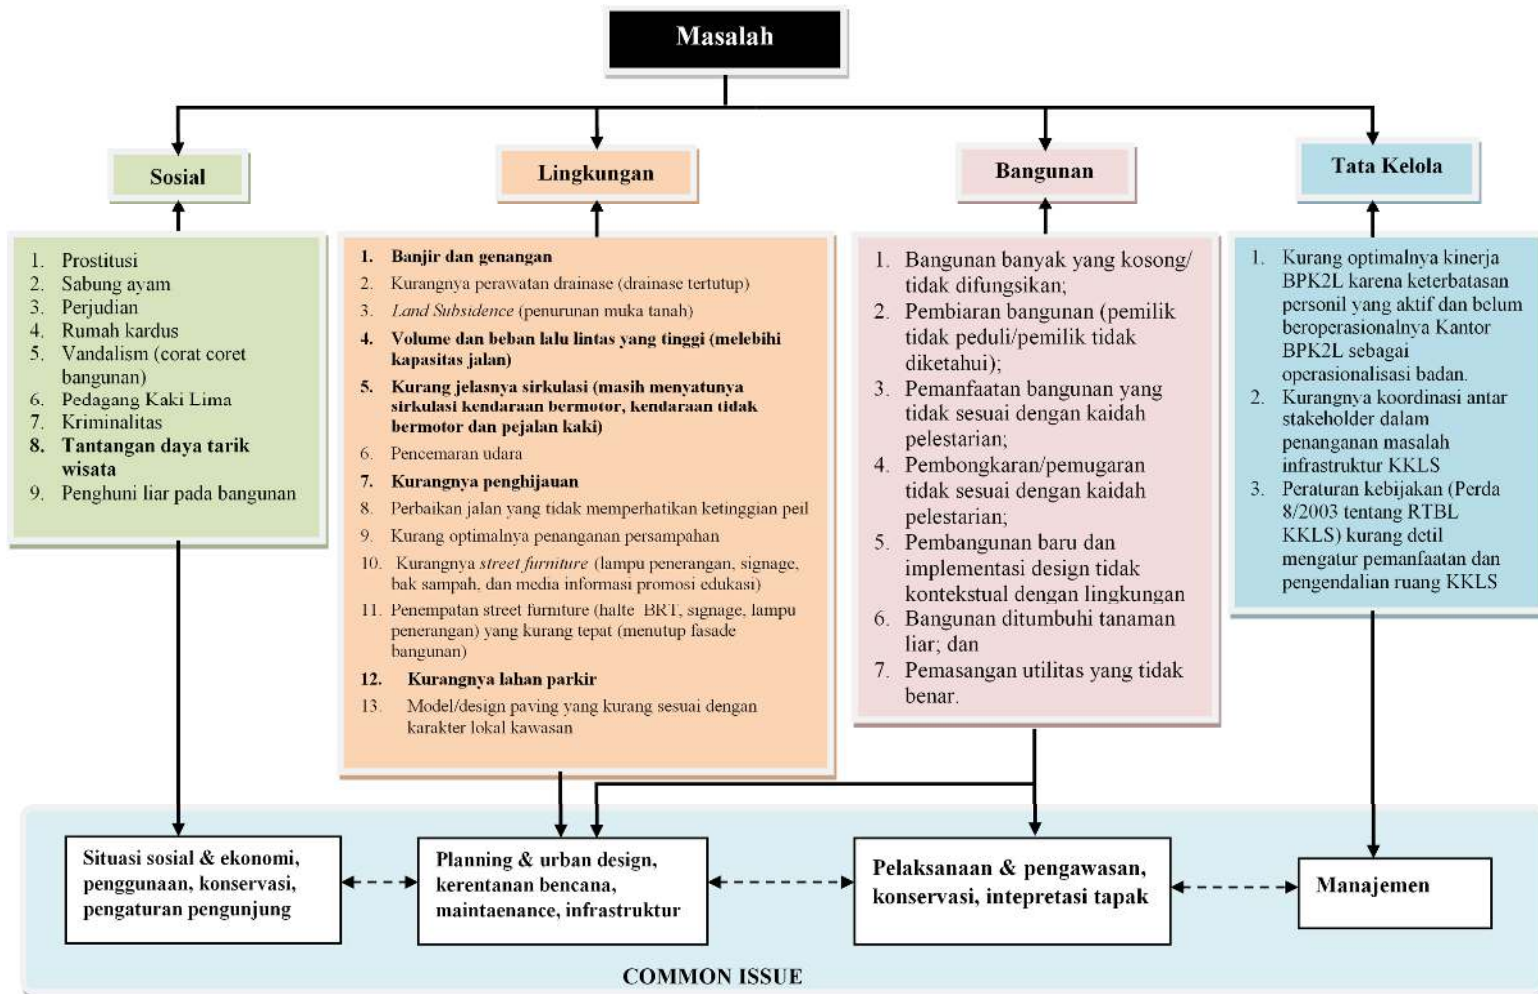 Masalah
Sosial
Lingkungan
Bangunan
Tata Kelola
1. Prostitusi
2. Sabung ayam
3. Perjudian
4. Rumah kardus
5. Vandalism (corat coret
bangunan)
6. Pedagang Kaki Lima
7. Kriminalitas
8. Tantangan daya tarik
wisata
9. Penghuni liar pada bangunan
1. Banjir dan genangan
2. Kurangnya perawatan drainase (drainase tertutup)
3. Land Subsidence (penurunan muka tanah)
4. Volume dan beban lalu lintas yang tinggi (melebihi
kapasitas jalan)
5. Kurang jelasnya sirkulasi (masih menyatunya
sirkulasi kendaraan bermotor, kendaraan tidak
bermotor dan pejalan kaki)
6. Pencemaran udara
7. Kurangnya penghijauan
8. Perbaikan jalan yang tidak memperhatikan ketinggian peil
9. Kurang optimalnya penanganan persampahan
10. Kurangnya street furniture (lampu penerangan, signage,
bak sampah, dan media informasi promosi edukasi)
11. Penempatan street furniture (halte BRT, signage, lampu
penerangan) yang kurang tepat (menutup fasade
bangunan)
12. Kurangnya lahan parkir
13. Model/design paving yang kurang sesuai dengan
karakter lokal kawasan
1. Bangunan banyak yang kosong/
tidak difungsikan;
2. Pembiaran bangunan (pemilik
tidak peduli/pemilik tidak
diketahui);
3. Pemanfaatan bangunan yang
tidak sesuai dengan kaidah
pelestarian;
4. Pembongkaran/pemugaran
tidak sesuai dengan kaidah
pelestarian;
5. Pembangunan baru dan
implementasi design tidak
kontekstual dengan lingkungan
6. Bangunan ditumbuhi tanaman
liar; dan
7. Pemasangan utilitas yang tidak
benar.
1. Kurang optimalnya kinerja
BPK2L karena keterbatasan
personil yang aktif dan belum
beroperasionalnya Kantor
BPK2L sebagai
operasionalisasi badan.
2. Kurangnya koordinasi antar
stakeholder dalam
penanganan masalah
infrastruktur KKLS
3. Peraturan kebijakan (Perda
8/2003 tentang RTBL
KKLS) kurang detil
mengatur pemanfaatan dan
pengendalian ruang KKLS
Situasi sosial & ekonomi,
penggunaan, konservasi,
pengaturan pengunjung
Planning & urban design,
kerentanan bencana,
maintaenance, infrastruktur
Pelaksanaan & pengawasan,
konservasi, intepretasi tapak
Manajemen
COMMON ISSUE